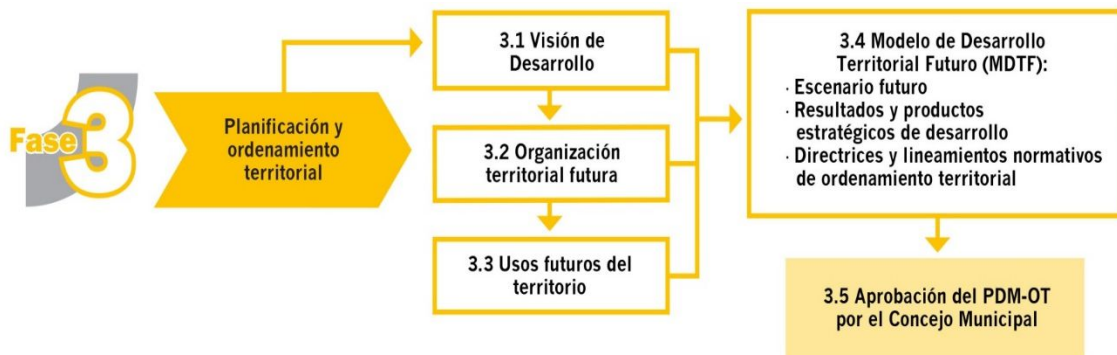 Fase 3
Planificación y
ordenamiento
territorial
3.1 Visión de
Desarrollo
3.2 Organización
territorial futura
3.3 Usos futuros del
territorio
3.4 Modelo de Desarrollo
Territorial Futuro (MDTF):
· Escenario futuro
· Resultados y productos
estratégicos de desarrollo
· Directrices y lineamientos normativos
de ordenamiento territorial
3.5 Aprobación del PDM-OT
por el Concejo Municipal